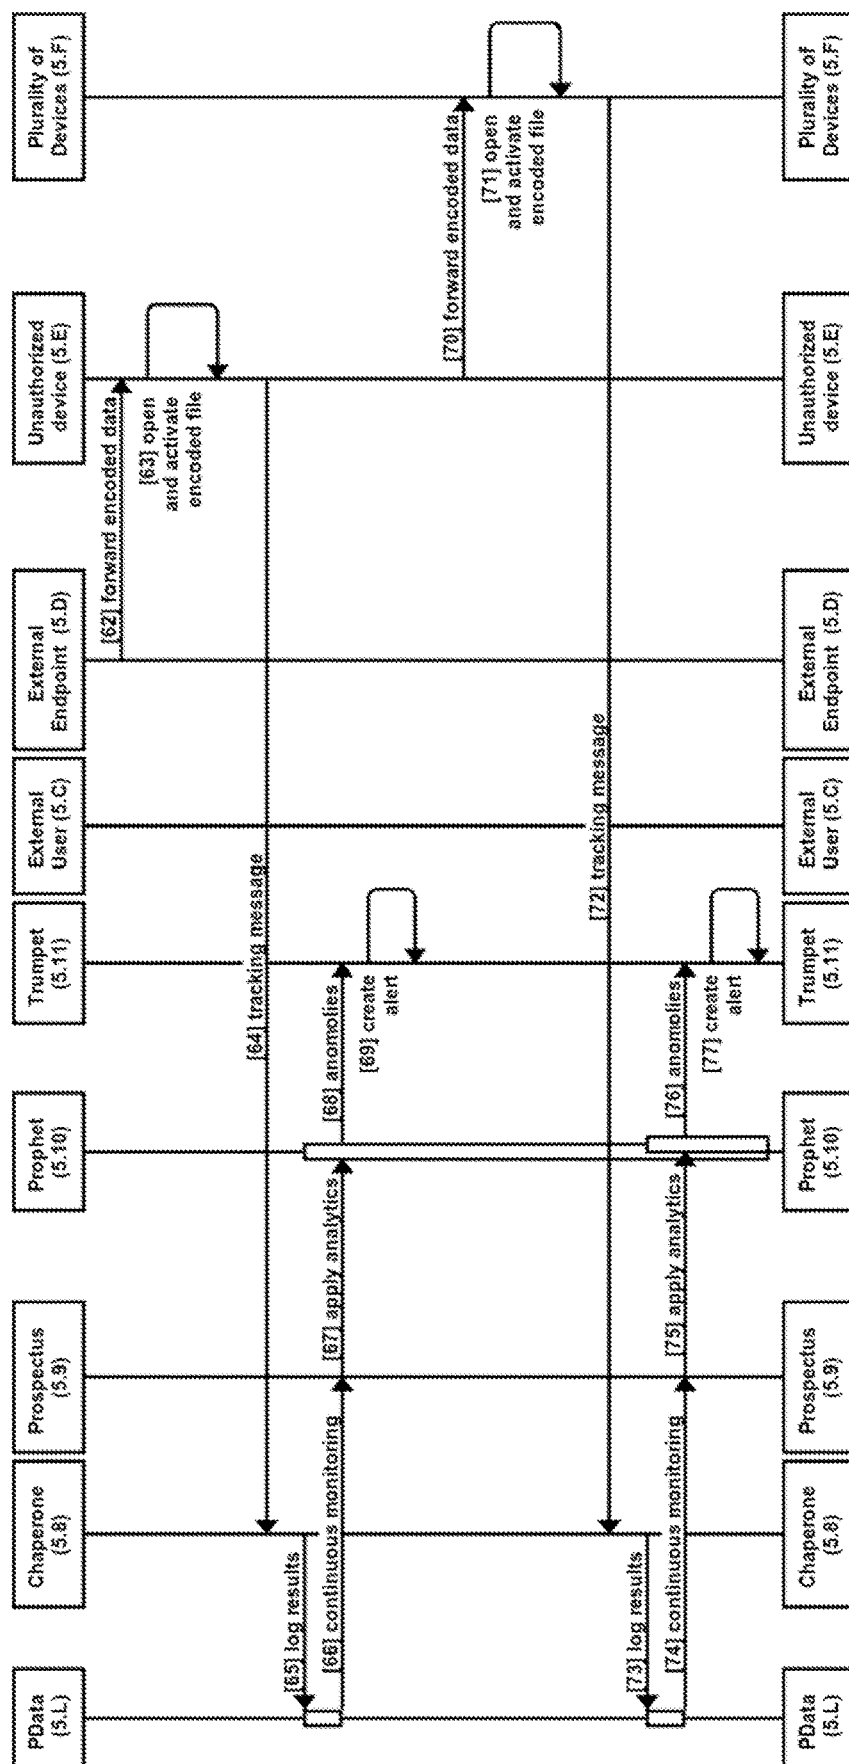 PData
(5.L)
Chaperone
(5.8)
Prospectus
(5.9)
Prophet
(5.10)
Trumpet
(5.11)
External
User (5.C)
External
Endpoint (5.D)
Unauthorized
device (5.E)
Plurality of
Devices (5.F)
[62] forward encoded data
[63] open
and activate
encoded file
[64] tracking message
[65] log results
[66] continuous monitoring
[67] apply analytics
[68] anomolies
[69] create
alert
[70] forward encoded data
[71] open
and activate
encoded file
[72] tracking message
[73] log results
[74] continuous monitoring
[75] apply analytics
[76] anomolies
[77] create
alert
PData
(5.L)
Chaperone
(5.8)
Prospectus
(5.9)
Prophet
(5.10)
Trumpet
(5.11)
External
User (5.C)
External
Endpoint (5.D)
Unauthorized
device (5.E)
Plurality of
Devices (5.F)